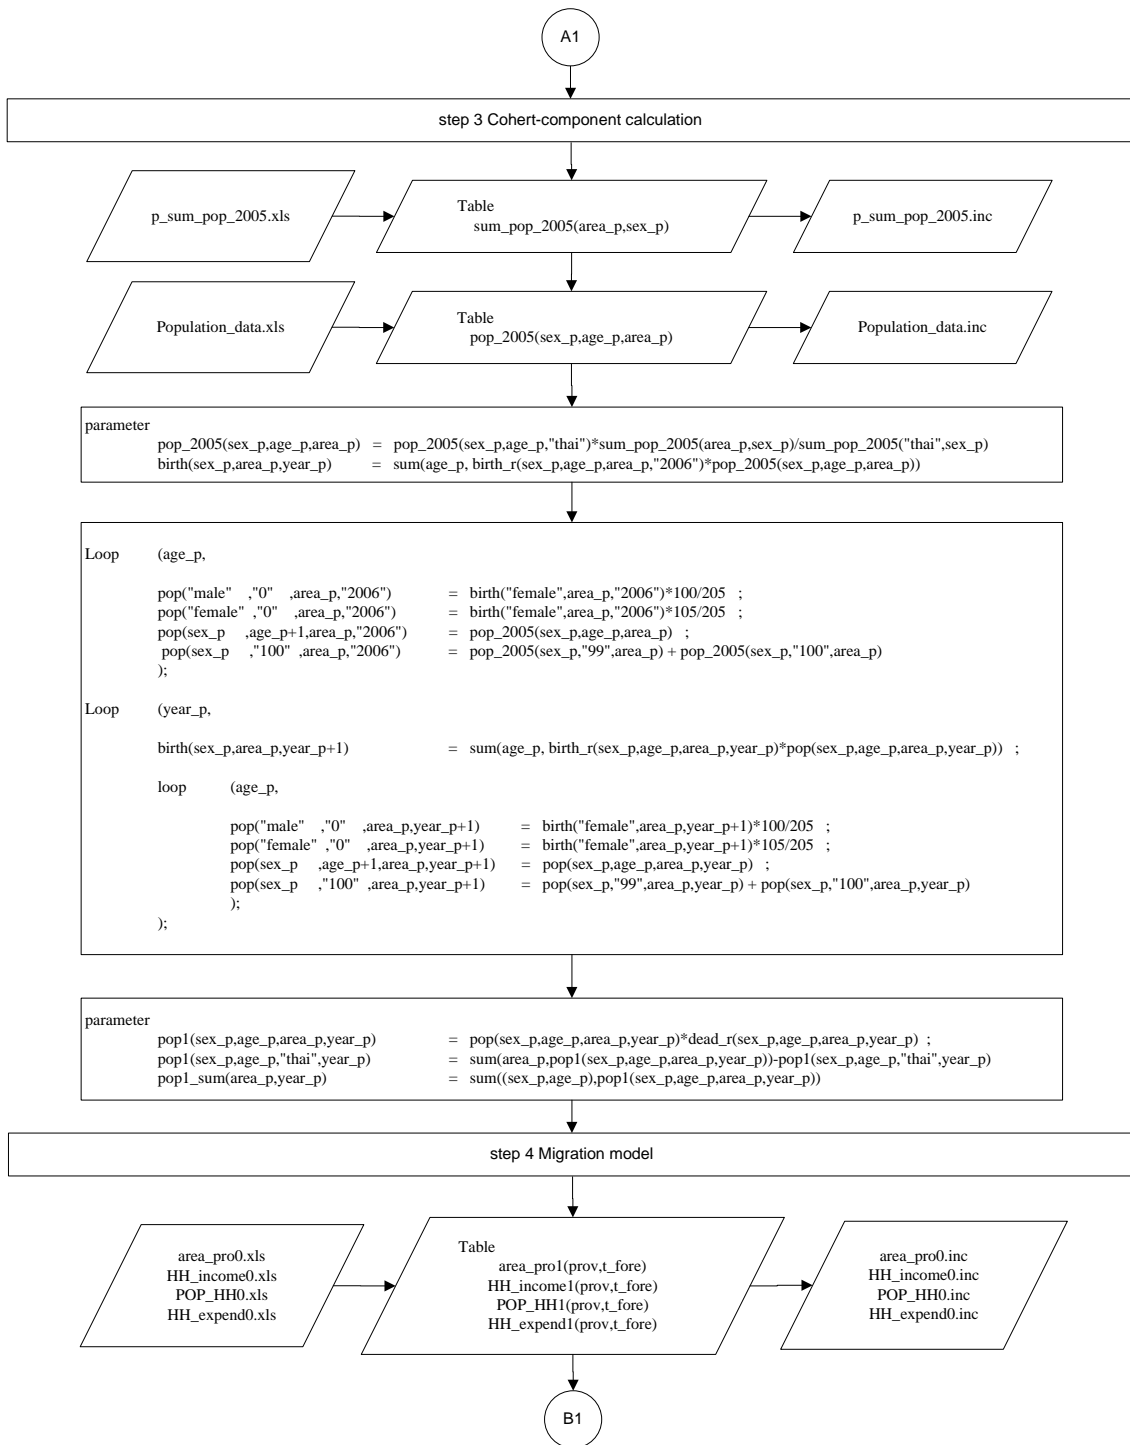 A1
step 3 Cohert-component calculation
p_sum_pop_2005.xls
Table
sum_pop_2005(area_p,sex_p)
p_sum_pop_2005.inc
Population_data.xls
Table
pop_2005(sex_p,age_p,area_p)
Population_data.inc
parameter
pop_2005(sex_p,age_p,area_p) = pop_2005(sex_p,age_p,"thai")*sum_pop_2005(area_p,sex_p)/sum_pop_2005("thai",sex_p)
birth(sex_p,area_p,year_p) = sum(age_p, birth_r(sex_p,age_p,area_p,"2006")*pop_2005(sex_p,age_p,area_p))
Loop (age_p,
pop("male" ,"0" ,area_p,"2006") = birth("female",area_p,"2006")*100/205 ;
pop("female" ,"0" ,area_p,"2006") = birth("female",area_p,"2006")*105/205 ;
pop(sex_p ,age_p+1,area_p,"2006") = pop_2005(sex_p,age_p,area_p) ;
pop(sex_p ,"100" ,area_p,"2006") = pop_2005(sex_p,"99",area_p) + pop_2005(sex_p,"100",area_p)
);
Loop (year_p,
birth(sex_p,area_p,year_p+1) = sum(age_p, birth_r(sex_p,age_p,area_p,year_p)*pop(sex_p,age_p,area_p,year_p)) ;
loop (age_p,
pop("male" ,"0" ,area_p,year_p+1) = birth("female",area_p,year_p+1)*100/205 ;
pop("female" ,"0" ,area_p,year_p+1) = birth("female",area_p,year_p+1)*105/205 ;
pop(sex_p ,age_p+1,area_p,year_p+1) = pop(sex_p,age_p,area_p,year_p) ;
pop(sex_p ,"100" ,area_p,year_p+1) = pop(sex_p,"99",area_p,year_p) + pop(sex_p,"100",area_p,year_p)
);
);
parameter
pop1(sex_p,age_p,area_p,year_p) = pop(sex_p,age_p,area_p,year_p)*dead_r(sex_p,age_p,area_p,year_p) ;
pop1(sex_p,age_p,"thai",year_p) = sum(area_p,pop1(sex_p,age_p,area_p,year_p))-pop1(sex_p,age_p,"thai",year_p)
pop1_sum(area_p,year_p) = sum((sex_p,age_p),pop1(sex_p,age_p,area_p,year_p))
step 4 Migration model
area_pro0.xls
HH_income0.xls
POP_HH0.xls
HH_expend0.xls
Table
area_pro1(prov,t_fore)
HH_income1(prov,t_fore)
POP_HH1(prov,t_fore)
HH_expend1(prov,t_fore)
area_pro0.inc
HH_income0.inc
POP_HH0.inc
HH_expend0.inc
B1